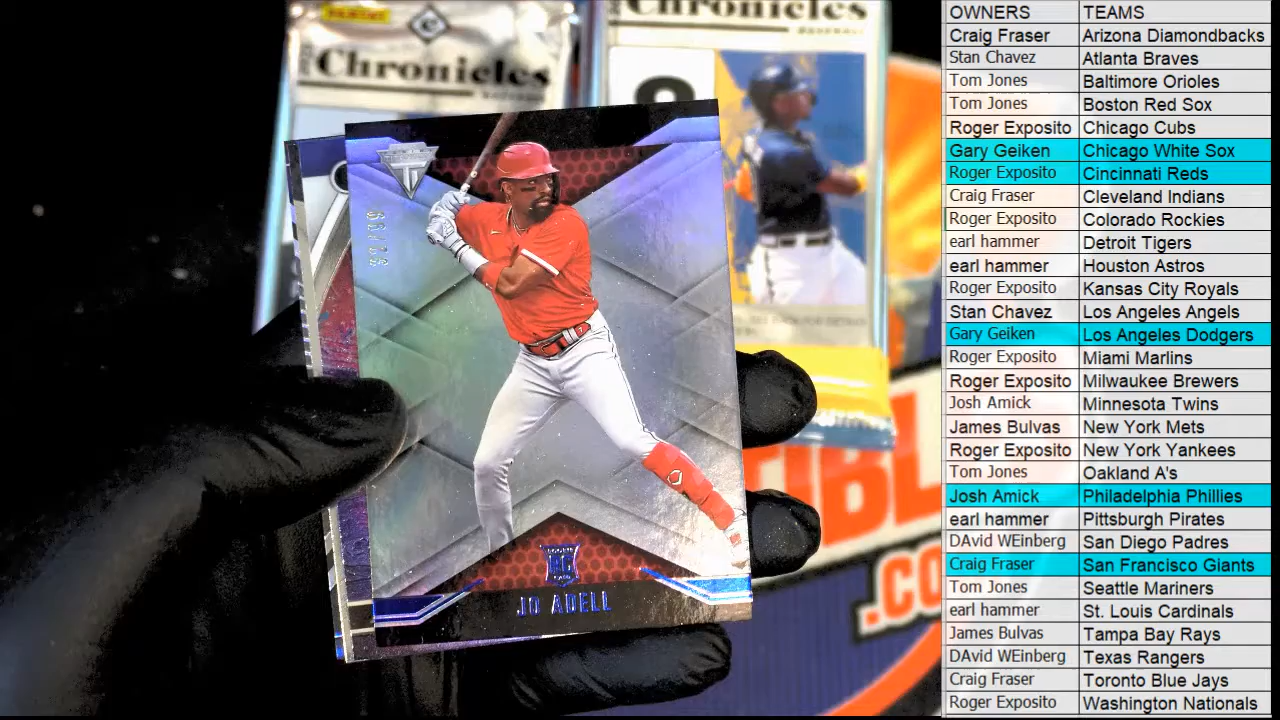 PANINI
C
Chronicles
Chronicles
BASEBALL
JO ADELL
RC
.CO
OWNERS TEAMS
Craig Fraser Arizona Diamondbacks
Stan Chavez Atlanta Braves
Tom Jones Baltimore Orioles
Tom Jones Boston Red Sox
Roger Exposito Chicago Cubs
Gary Geiken Chicago White Sox
Roger Exposito Cincinnati Reds
Craig Fraser Cleveland Indians
Roger Exposito Colorado Rockies
earl hammer Detroit Tigers
earl hammer Houston Astros
Roger Exposito Kansas City Royals
Stan Chavez Los Angeles Angels
Gary Geiken Los Angeles Dodgers
Roger Exposito Miami Marlins
Roger Exposito Milwaukee Brewers
Josh Amick Minnesota Twins
James Bulvas New York Mets
Roger Exposito New York Yankees
Tom Jones Oakland A's
Josh Amick Philadelphia Phillies
earl hammer Pittsburgh Pirates
DAvid WEinberg San Diego Padres
Craig Fraser San Francisco Giants
Tom Jones Seattle Mariners
earl hammer St. Louis Cardinals
James Bulvas Tampa Bay Rays
DAvid WEinberg Texas Rangers
Craig Fraser Toronto Blue Jays
Roger Exposito Washington Nationals